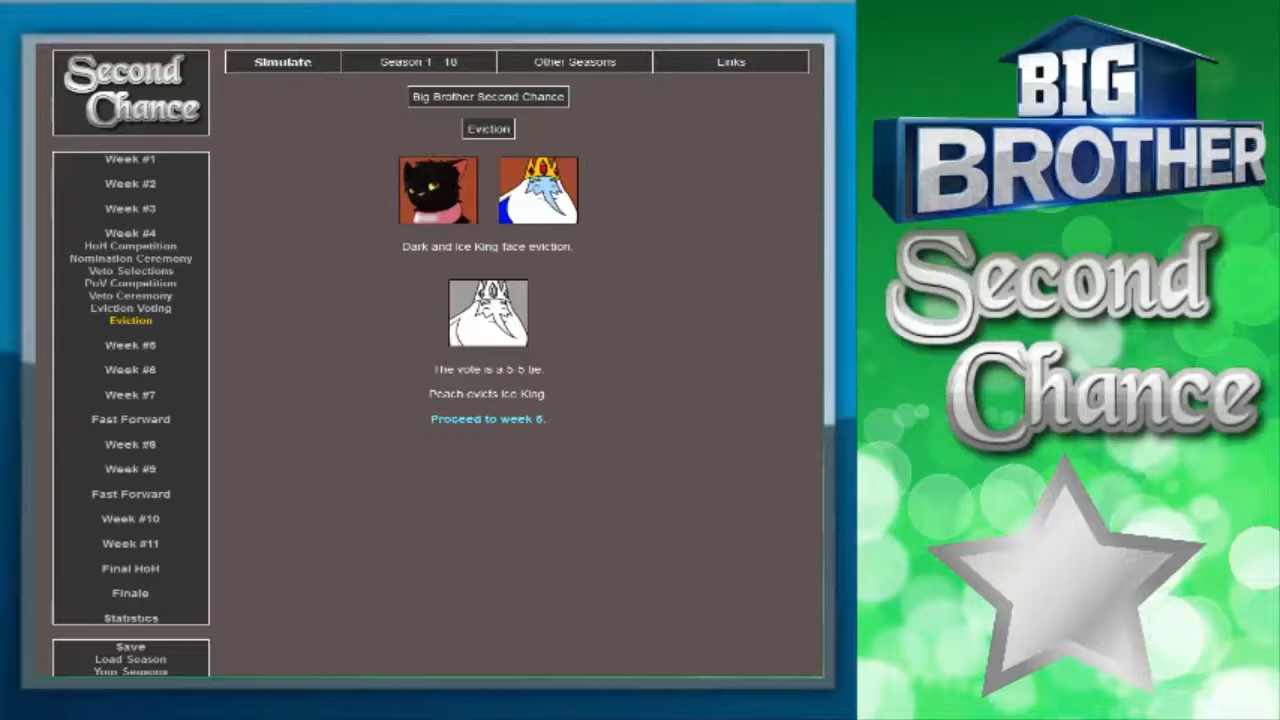 Second
Chance
Simulate
Season 1 - 18
Other Seasons
Links
Big Brother Second Chance
Eviction
Dark and Ice King face eviction.
The vote is a 5-5 tie.
Peach evicts Ice King.
Proceed to week 5.
Week #1
Week #2
Week #3
Week #4
HoH Competition
Nomination Ceremony
Veto Selections
PoV Competition
Veto Ceremony
Eviction Voting
Eviction
Week #5
Week #6
Week #7
Fast Forward
Week #8
Week #9
Fast Forward
Week #10
Week #11
Final HoH
Finale
Statistics
Save
Load Season
Your Seasons
BIG
BROTHER
Second
Chance